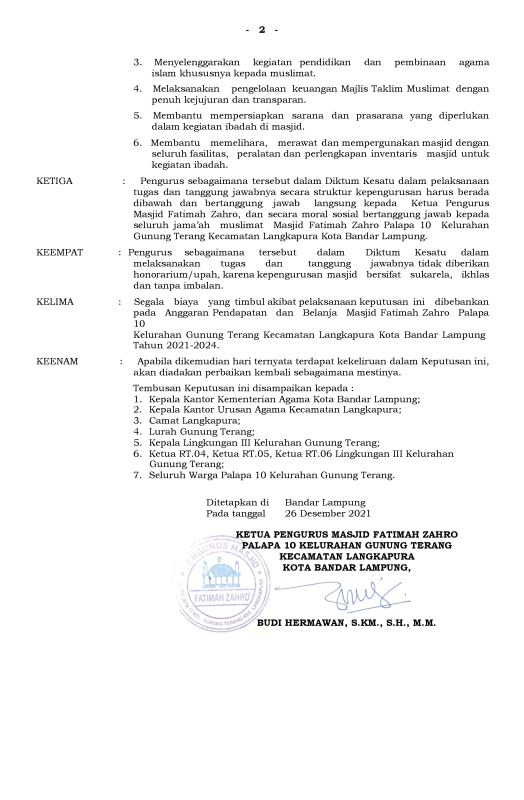 - 2 -
3. Menyelenggarakan kegiatan pendidikan dan pembinaan agama
islam khususnya kepada muslimat.
4. Melaksanakan pengelolaan keuangan Majlis Taklim Muslimat dengan
penuh kejujuran dan transparan.
5. Membantu mempersiapkan sarana dan prasarana yang diperlukan
dalam kegiatan ibadah di masjid.
6. Membantu memelihara, merawat dan mempergunakan masjid dengan
seluruh fasilitas, peralatan dan perlengkapan inventaris masjid untuk
kegiatan ibadah.
KETIGA : Pengurus sebagaimana tersebut dalam Diktum Kesatu dalam pelaksanaan
tugas dan tanggung jawabnya secara struktur kepengurusan harus berada
dibawah dan bertanggung jawab langsung kepada Ketua Pengurus
Masjid Fatimah Zahro, dan secara moral sosial bertanggung jawab kepada
seluruh jama'ah muslimat Masjid Fatimah Zahro Palapa 10 Kelurahan
Gunung Terang Kecamatan Langkapura Kota Bandar Lampung.
KEEMPAT : Pengurus sebagaimana tersebut dalam Diktum Kesatu dalam
melaksanakan tugas dan tanggung jawabnya tidak diberikan
honorarium/upah, karena kepengurusan masjid bersifat sukarela, ikhlas
dan tanpa imbalan.
KELIMA : Segala biaya yang timbul akibat pelaksanaan keputusan ini dibebankan
pada Anggaran Pendapatan dan Belanja Masjid Fatimah Zahro Palapa
10
Kelurahan Gunung Terang Kecamatan Langkapura Kota Bandar Lampung
Tahun 2021-2024.
KEENAM : Apabila dikemudian hari ternyata terdapat kekeliruan dalam Keputusan ini,
akan diadakan perbaikan kembali sebagaimana mestinya.
Tembusan Keputusan ini disampaikan kepada :
1. Kepala Kantor Kementerian Agama Kota Bandar Lampung;
2. Kepala Kantor Urusan Agama Kecamatan Langkapura;
3. Camat Langkapura;
4. Lurah Gunung Terang;
5. Kepala Lingkungan III Kelurahan Gunung Terang;
6. Ketua RT.04, Ketua RT.05, Ketua RT.06 Lingkungan III Kelurahan
Gunung Terang;
7. Seluruh Warga Palapa 10 Kelurahan Gunung Terang.
Ditetapkan di Bandar Lampung
Pada tanggal 26 Desember 2021
KETUA PENGURUS MASJID FATIMAH ZAHRO
PALAPA 10 KELURAHAN GUNUNG TERANG
KECAMATAN LANGKAPURA
KOTA BANDAR LAMPUNG,
PENGURUS MASJID
FATIMAH ZAHRO
GUNUNG TERANG KEC. LANGKAPURA
BUDI HERMAWAN, S.KM., S.H., M.M.